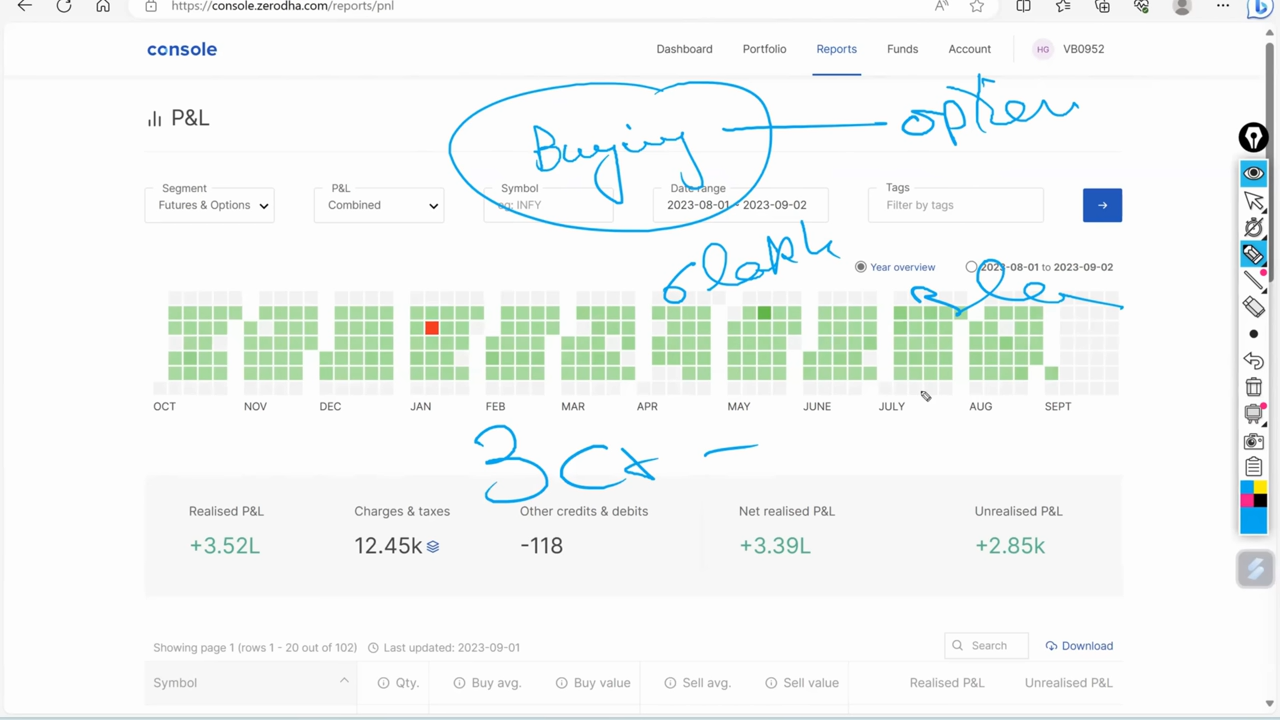 https://console.zerodha.com/reports/pnl
console
Dashboard Portfolio Reports Funds Account HG VB0952
P&L
Buying option
Segment P&L Symbol Date range Tags
Futures & Options Combined eg: INFY 2023-08-01 - 2023-09-02 Filter by tags
Year overview 2023-08-01 to 2023-09-02
OCT NOV DEC JAN FEB MAR APR MAY JUNE JULY AUG SEPT
Realised P&L Charges & taxes Other credits & debits Net realised P&L Unrealised P&L
+3.52L 12.45k -118 +3.39L +2.85k
Showing page 1 (rows 1 - 20 out of 102) Last updated: 2023-09-01 Search Download
Symbol Qty. Buy avg. Buy value Sell avg. Sell value Realised P&L Unrealised P&L